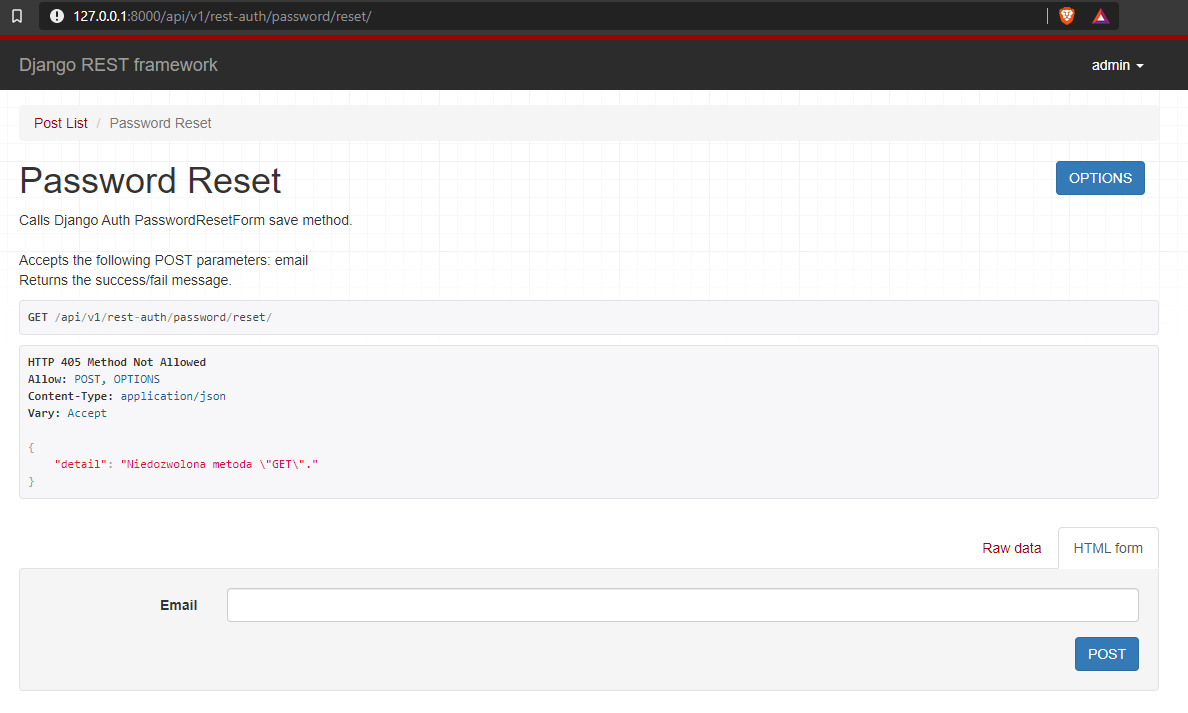 127.0.0.1:8000/api/v1/rest-auth/password/reset/
Django REST framework
admin
Post List / Password Reset
Password Reset
OPTIONS
Calls Django Auth PasswordResetForm save method.
Accepts the following POST parameters: email
Returns the success/fail message.
GET /api/v1/rest-auth/password/reset/
HTTP 405 Method Not Allowed
Allow: POST, OPTIONS
Content-Type: application/json
Vary: Accept
{
"detail": "Niedozwolona metoda \"GET\"."
}
Raw data
HTML form
Email
POST